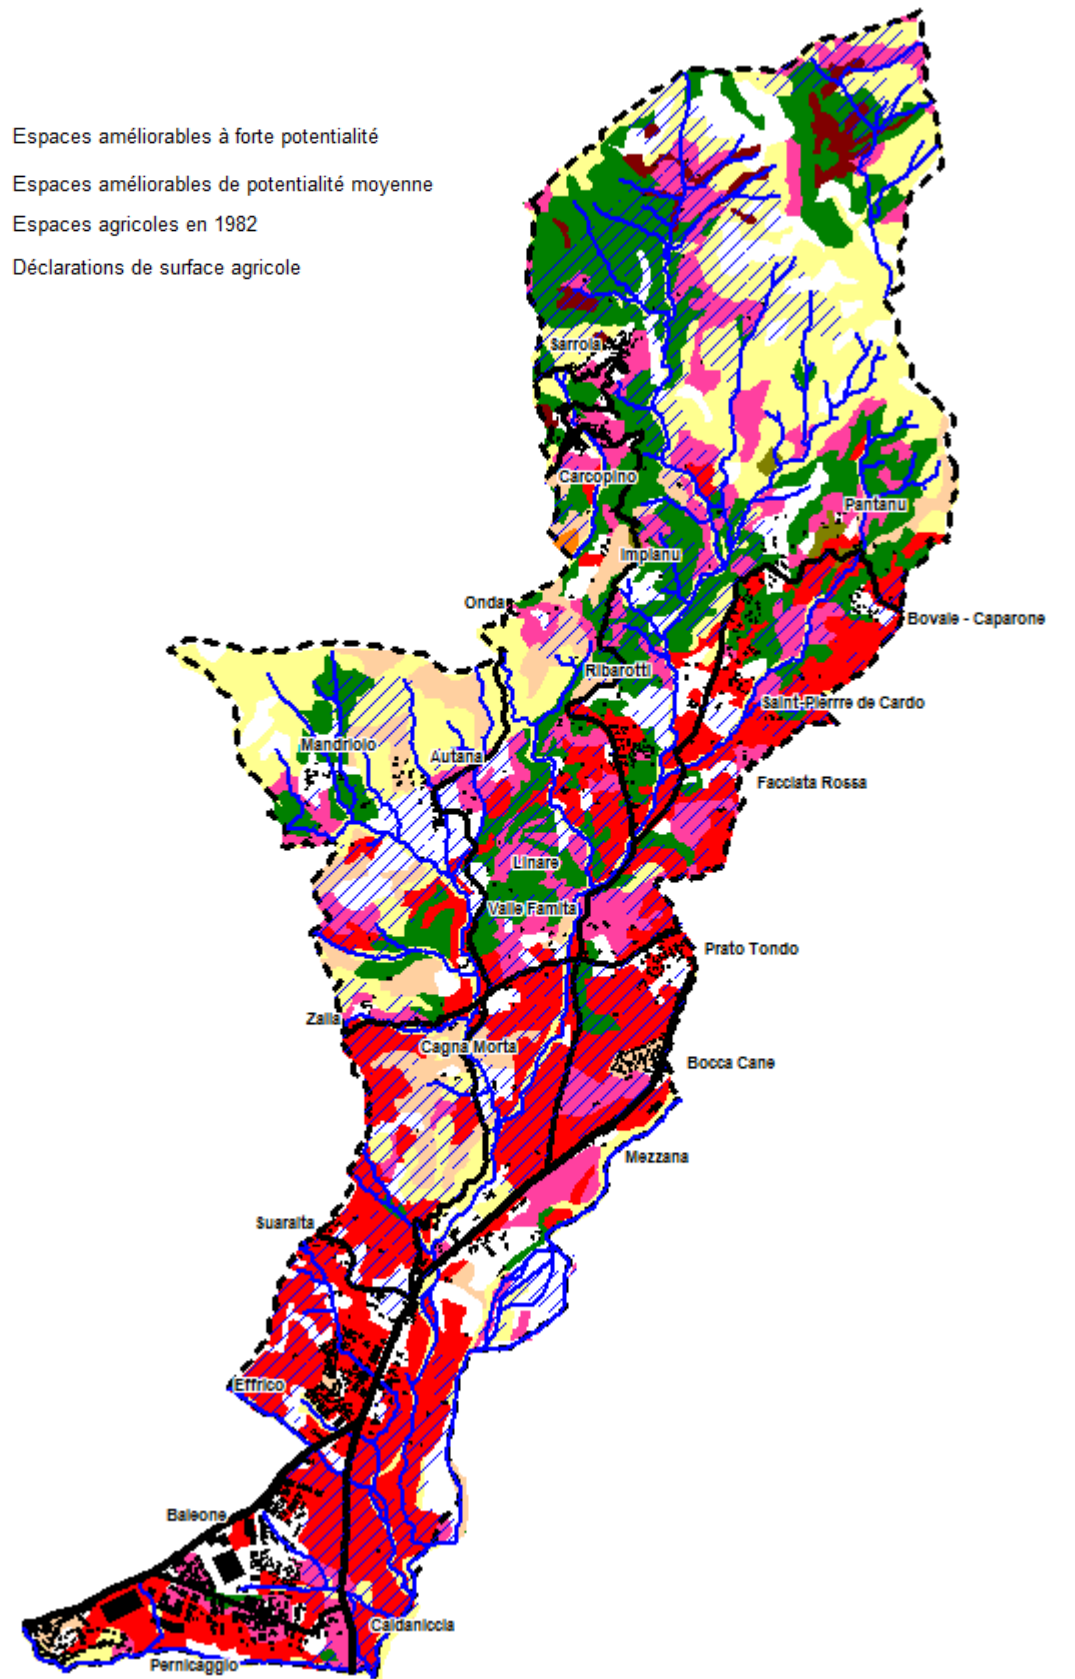 Espaces améliorables à forte potentialité
Espaces améliorables de potentialité moyenne
Espaces agricoles en 1982
Déclarations de surface agricole
Sarrola
Carcopino
Pantanu
Implanu
Onda
Bovale - Caparone
Ribarotti
Saint-Pierrre de Cardo
Mandriolo
Autana
Facciata Rossa
Linare
Valle Famita
Prato Tondo
Zalla
Cagna Morta
Bocca Cane
Mezzana
Suaralta
Effrico
Baleone
Caldaniccia
Pernicaggio